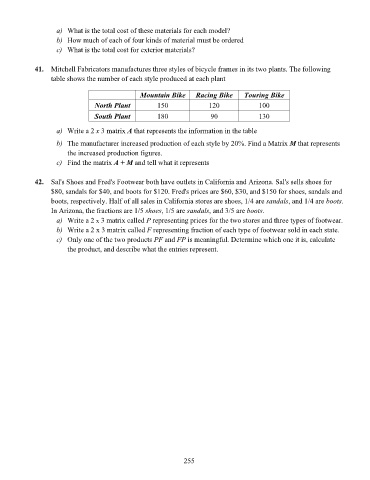 a) What is the total cost of these materials for each model?
b) How much of each of four kinds of material must be ordered
c) What is the total cost for exterior materials?
41. Mitchell Fabricators manufactures three styles of bicycle frames in its two plants. The following
table shows the number of each style produced at each plant
Mountain Bike Racing Bike Touring Bike
North Plant 150 120 100
South Plant 180 90 130
a) Write a 2 x 3 matrix A that represents the information in the table
b) The manufacturer increased production of each style by 20%. Find a Matrix M that represents
the increased production figures.
c) Find the matrix A + M and tell what it represents
42. Sal's Shoes and Fred's Footwear both have outlets in California and Arizona. Sal's sells shoes for
$80, sandals for $40, and boots for $120. Fred's prices are $60, $30, and $150 for shoes, sandals and
boots, respectively. Half of all sales in California stores are shoes, 1/4 are sandals, and 1/4 are boots.
In Arizona, the fractions are 1/5 shoes, 1/5 are sandals, and 3/5 are boots.
a) Write a 2 x 3 matrix called P representing prices for the two stores and three types of footwear.
b) Write a 2 x 3 matrix called F representing fraction of each type of footwear sold in each state.
c) Only one of the two products PF and FP is meaningful. Determine which one it is, calculate
the product, and describe what the entries represent.
255